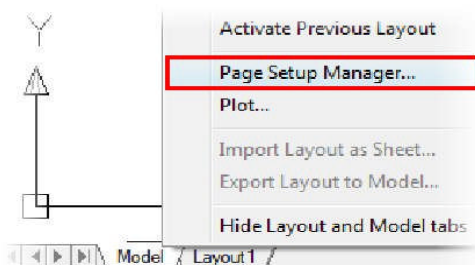 Y
Activate Previous Layout
Page Setup Manager...
Plot...
Import Layout as Sheet...
Export Layout to Model...
Hide Layout and Model tabs
Model / Layout1 /